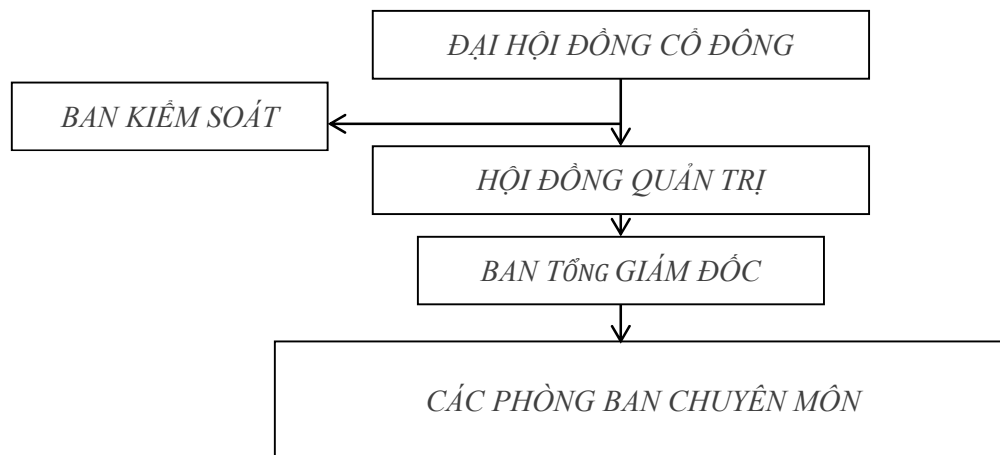 ĐẠI HỘI ĐỒNG CỔ ĐÔNG
BAN KIỂM SOÁT
HỘI ĐỒNG QUẢN TRỊ
BAN TỔNG GIÁM ĐỐC
CÁC PHÒNG BAN CHUYÊN MÔN